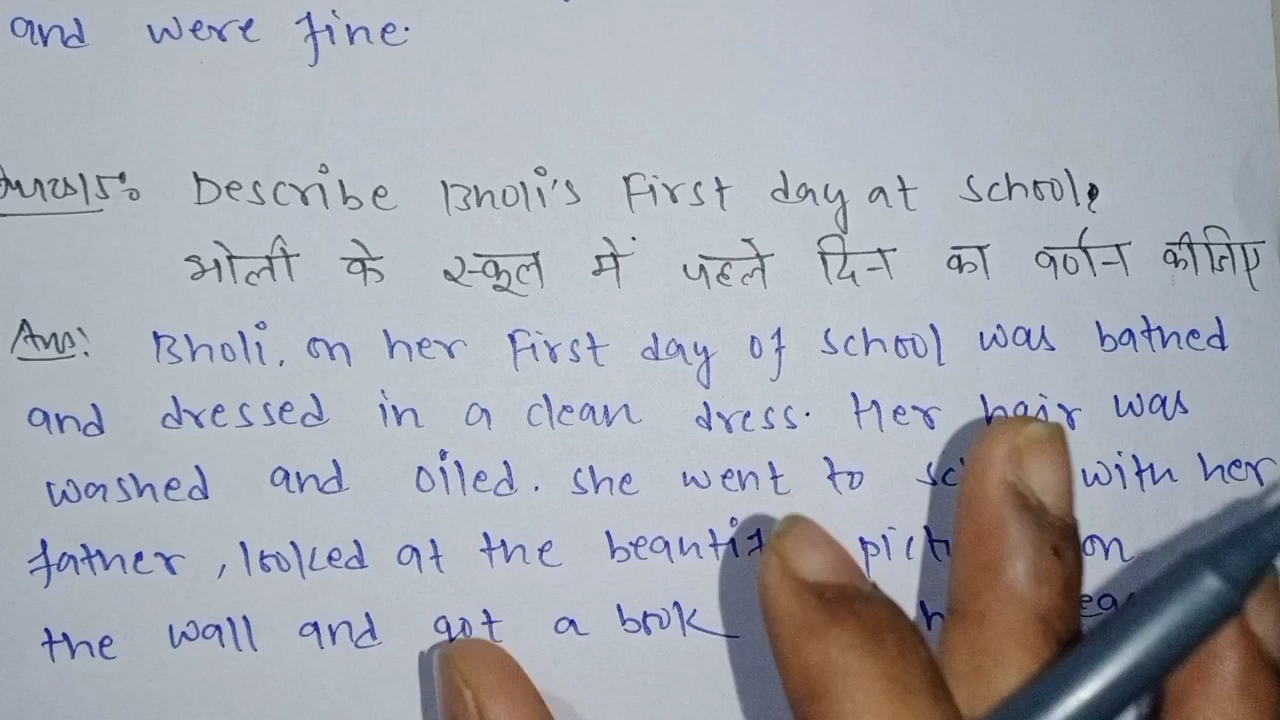 and were fine.
Describe Bholi's First day at School?
भोली के स्कूल में पहले दिन का वर्णन कीजिए
Ans: Bholi, on her First day of school was bathed
and dressed in a clean dress. Her hair was
washed and oiled. she went to with her
father, looked at the on
the wall and got a book